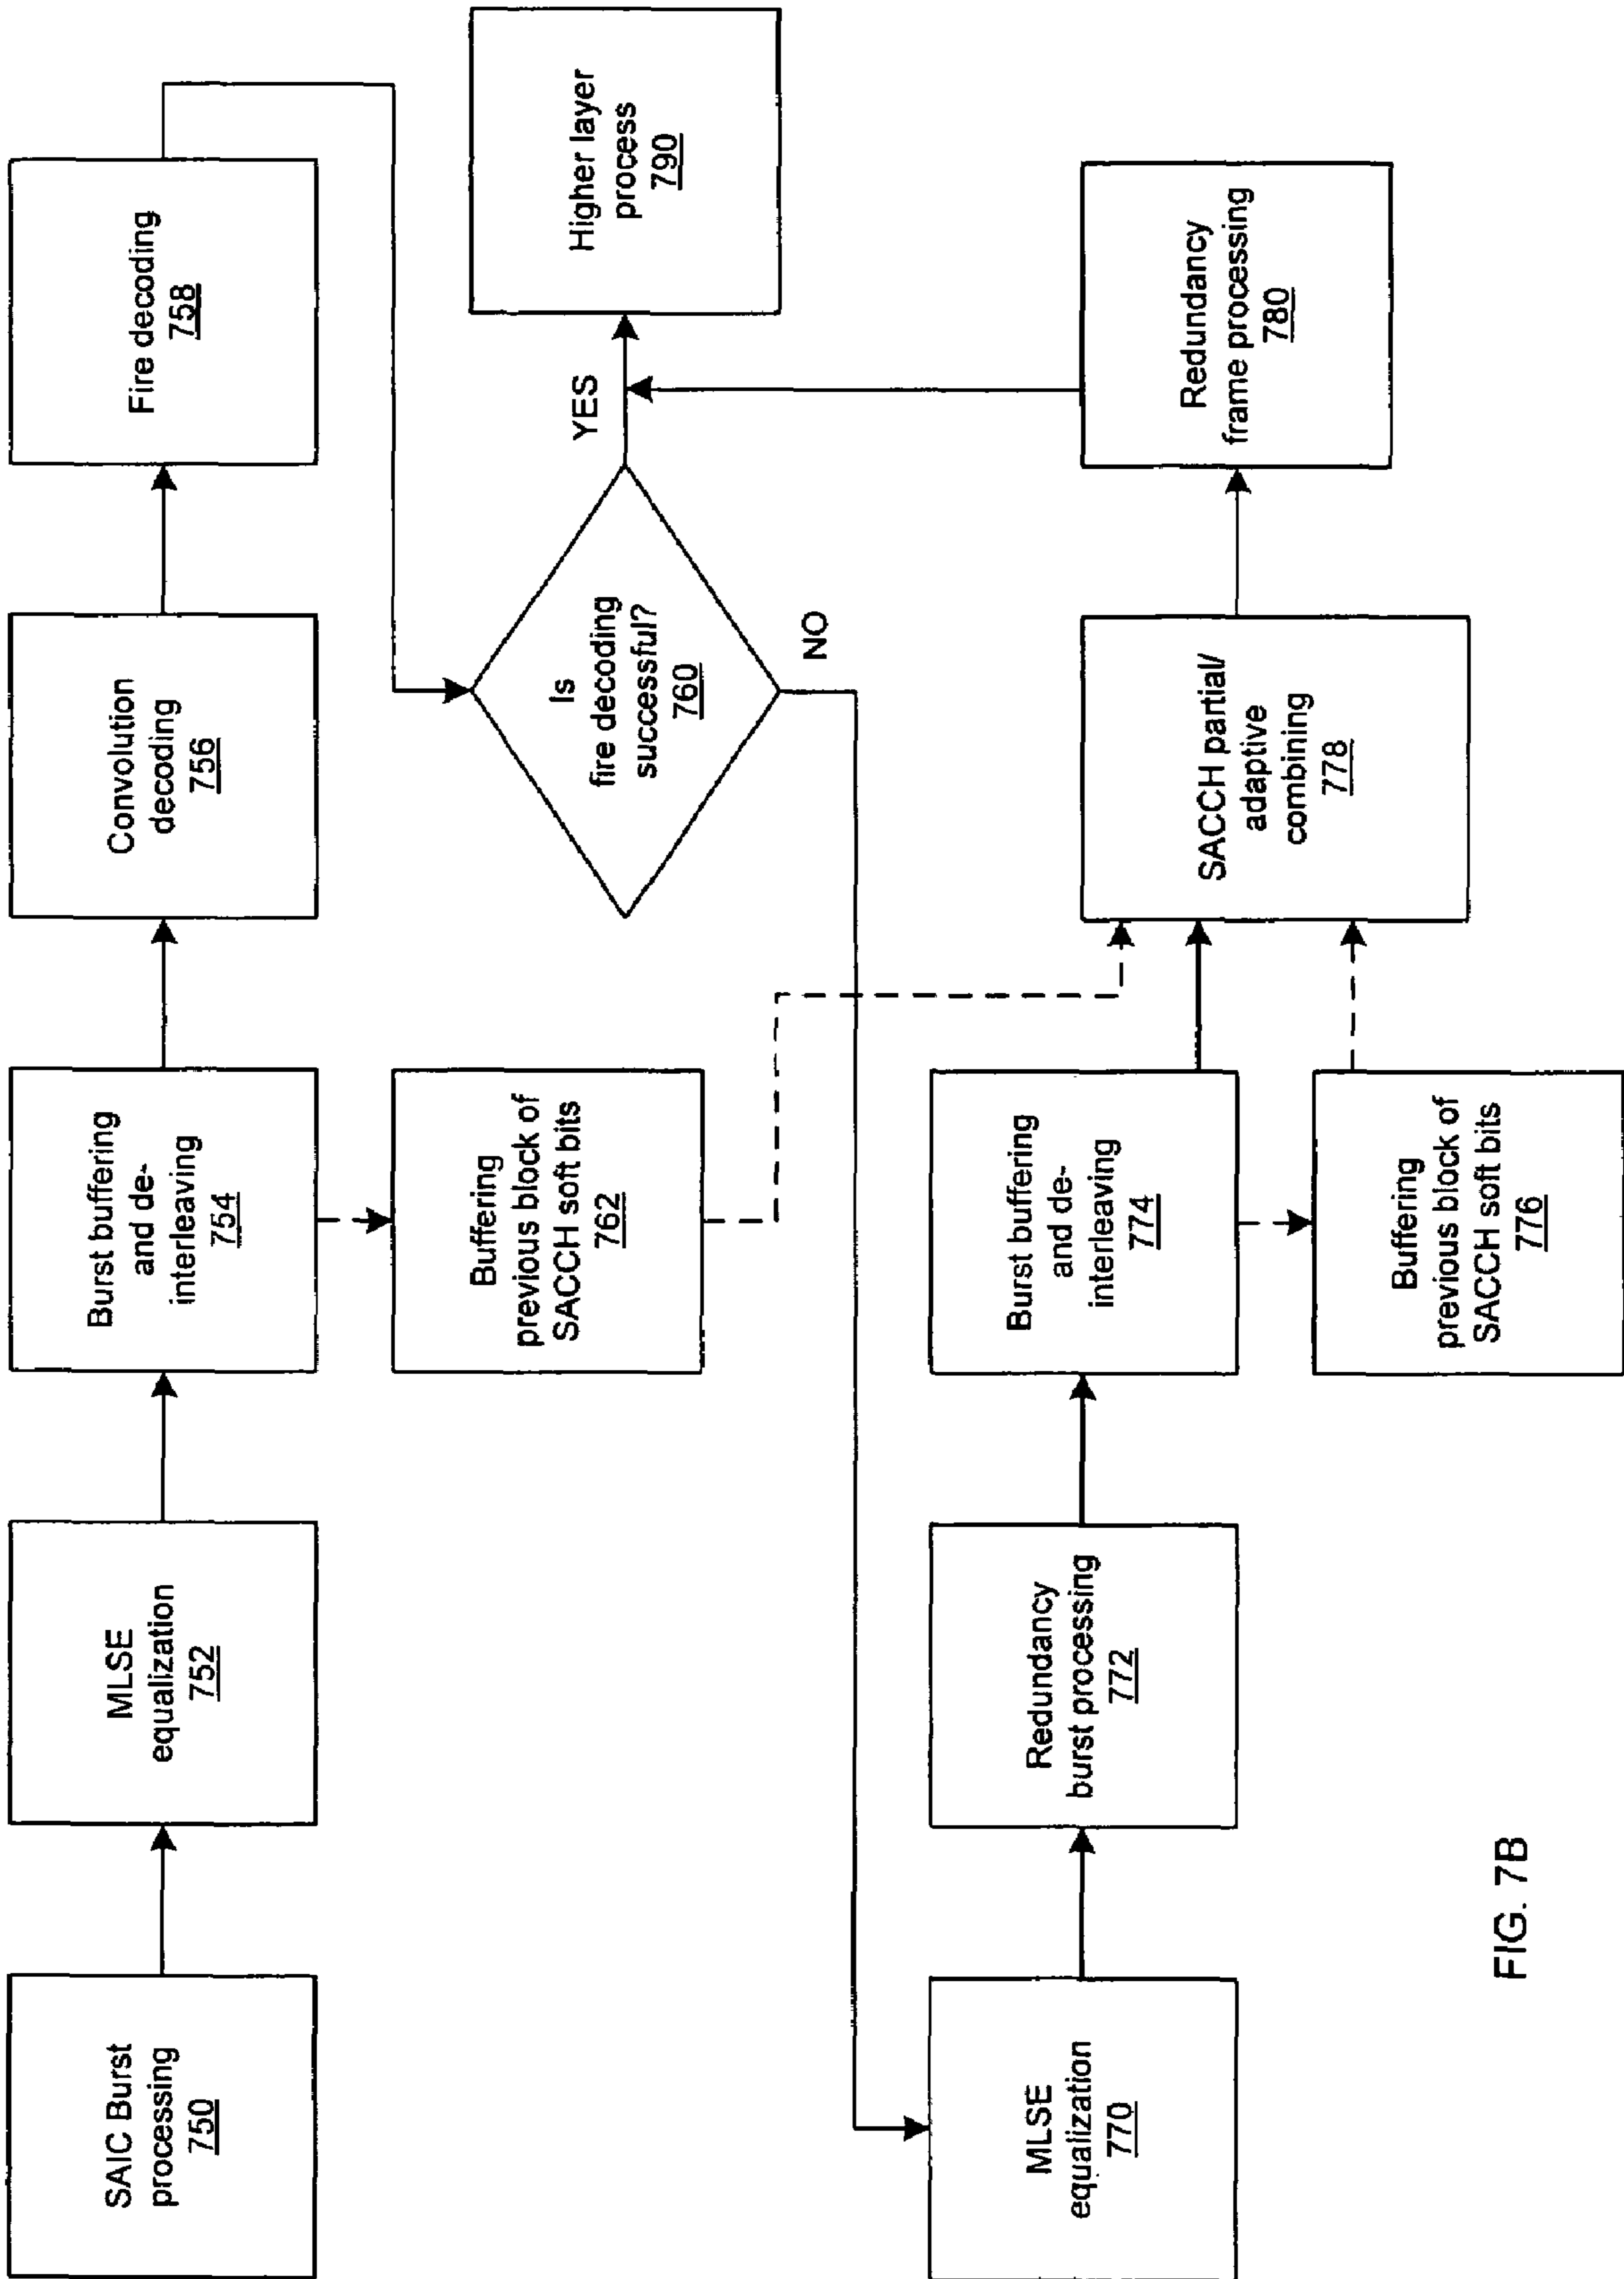 SAIC Burst
processing
750
MLSE
equalization
752
Burst buffering
and de-
interleaving
754
Convolution
decoding
756
Fire decoding
758
Buffering
previous block of
SACCH soft bits
762
Is
fire decoding
successful?
760
YES
NO
Higher layer
process
790
MLSE
equalization
770
Redundancy
burst processing
772
Burst buffering
and de-
interleaving
774
Buffering
previous block of
SACCH soft bits
776
SACCH partial/
adaptive
combining
778
Redundancy
frame processing
780
FIG. 7B